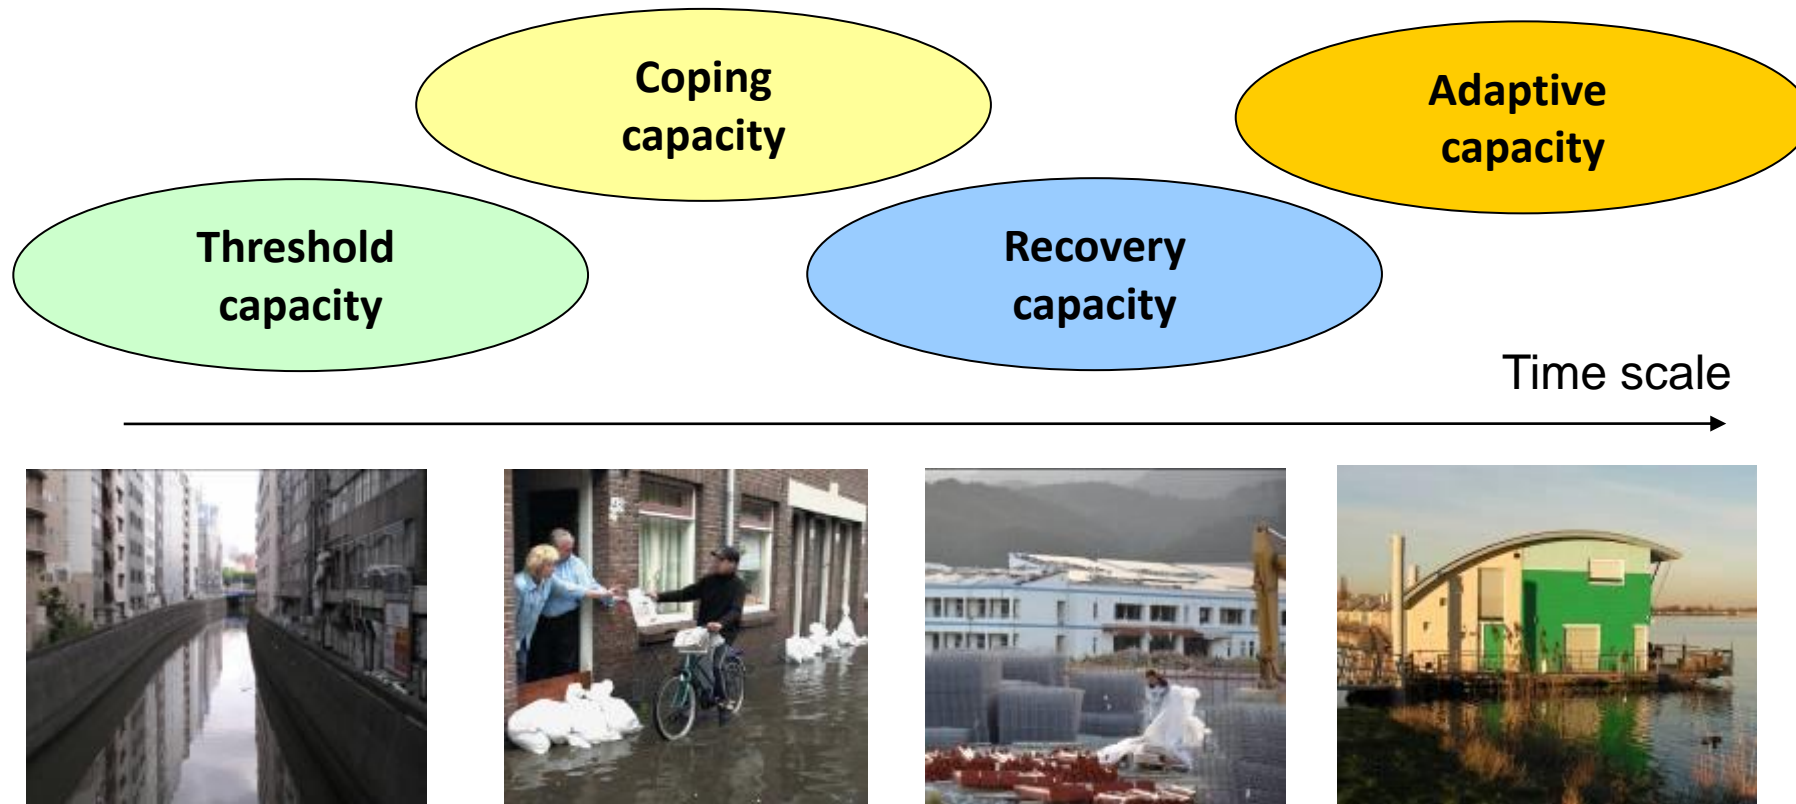 Coping
capacity
Adaptive
capacity
Threshold
capacity
Recovery
capacity
Time scale